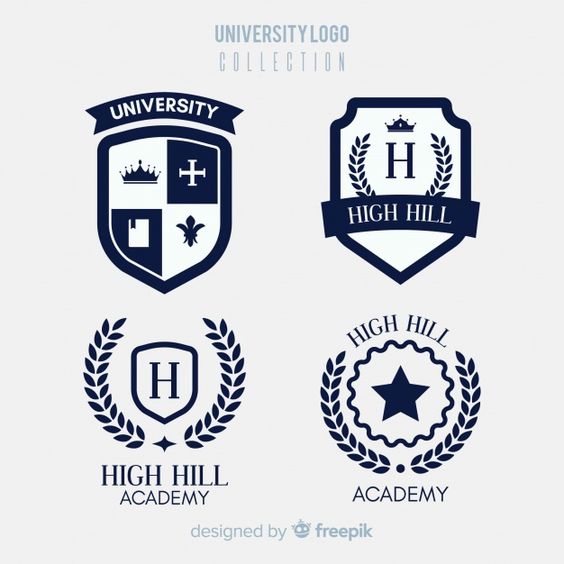 UNIVERSITY LOGO
COLLECTION
UNIVERSITY
H
HIGH HILL
H
HIGH HILL
ACADEMY
HIGH HILL
ACADEMY
designed by freepik